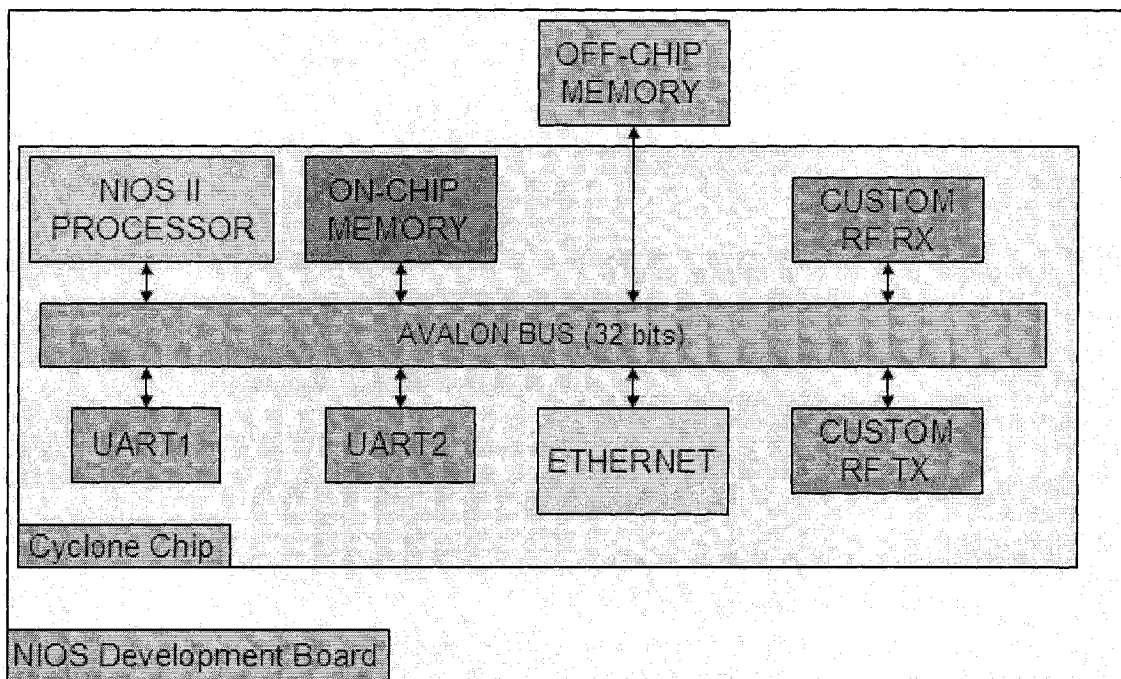 OFF-CHIP
MEMORY
NIOS II
PROCESSOR
ON-CHIP
MEMORY
CUSTOM
RF RX
AVALON BUS (32 bits)
UART1
UART2
ETHERNET
CUSTOM
RF TX
Cyclone Chip
NIOS Development Board